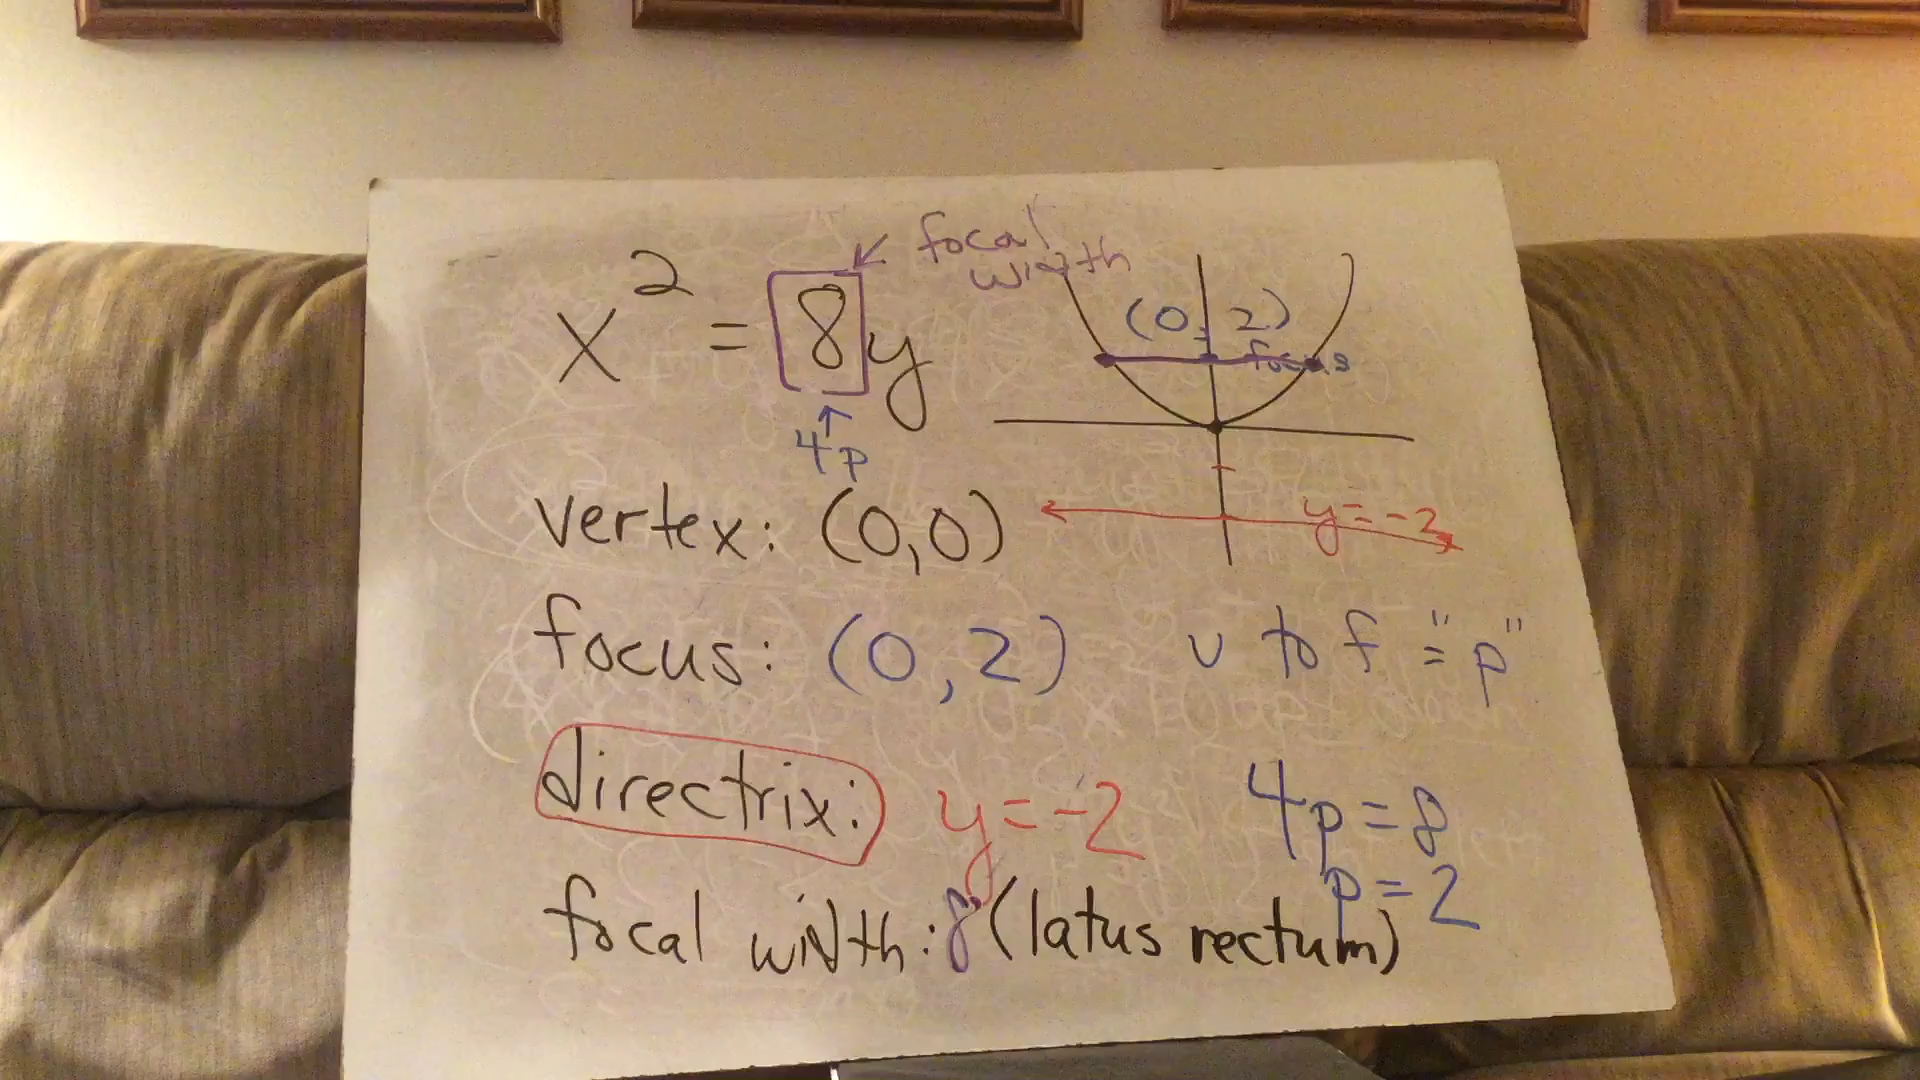 focal
width
x² = 8y
4p
(0, 2)
focus
y = -2
vertex: (0,0)
focus: (0,2) v to f = "p"
directrix: y = -2
4p = 8
p = 2
focal width: 8 (latus rectum)